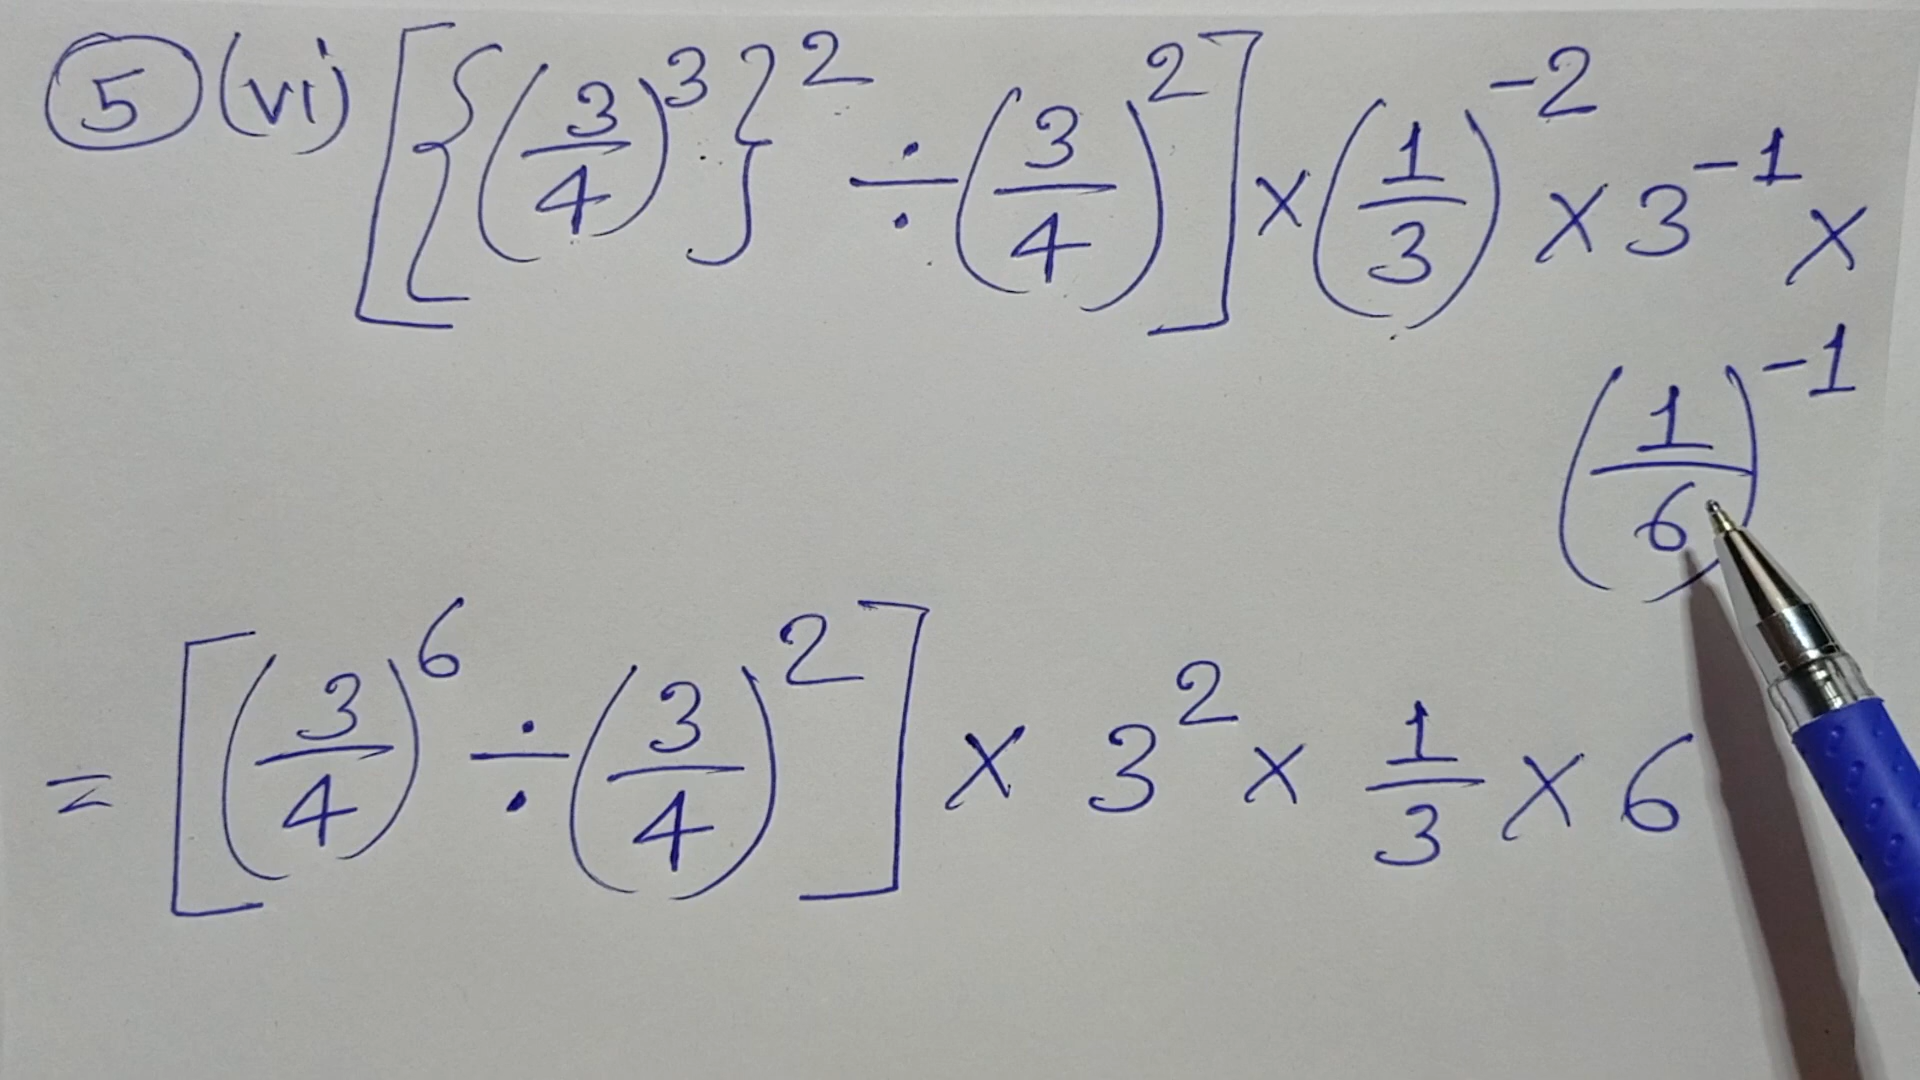 5 (vi) [{(3/4)^3}^2 ÷ (3/4)^2] × (1/3)^-2 × 3^-1 ×
(1/6)^-1
= [(3/4)^6 ÷ (3/4)^2] × 3^2 × 1/3 × 6